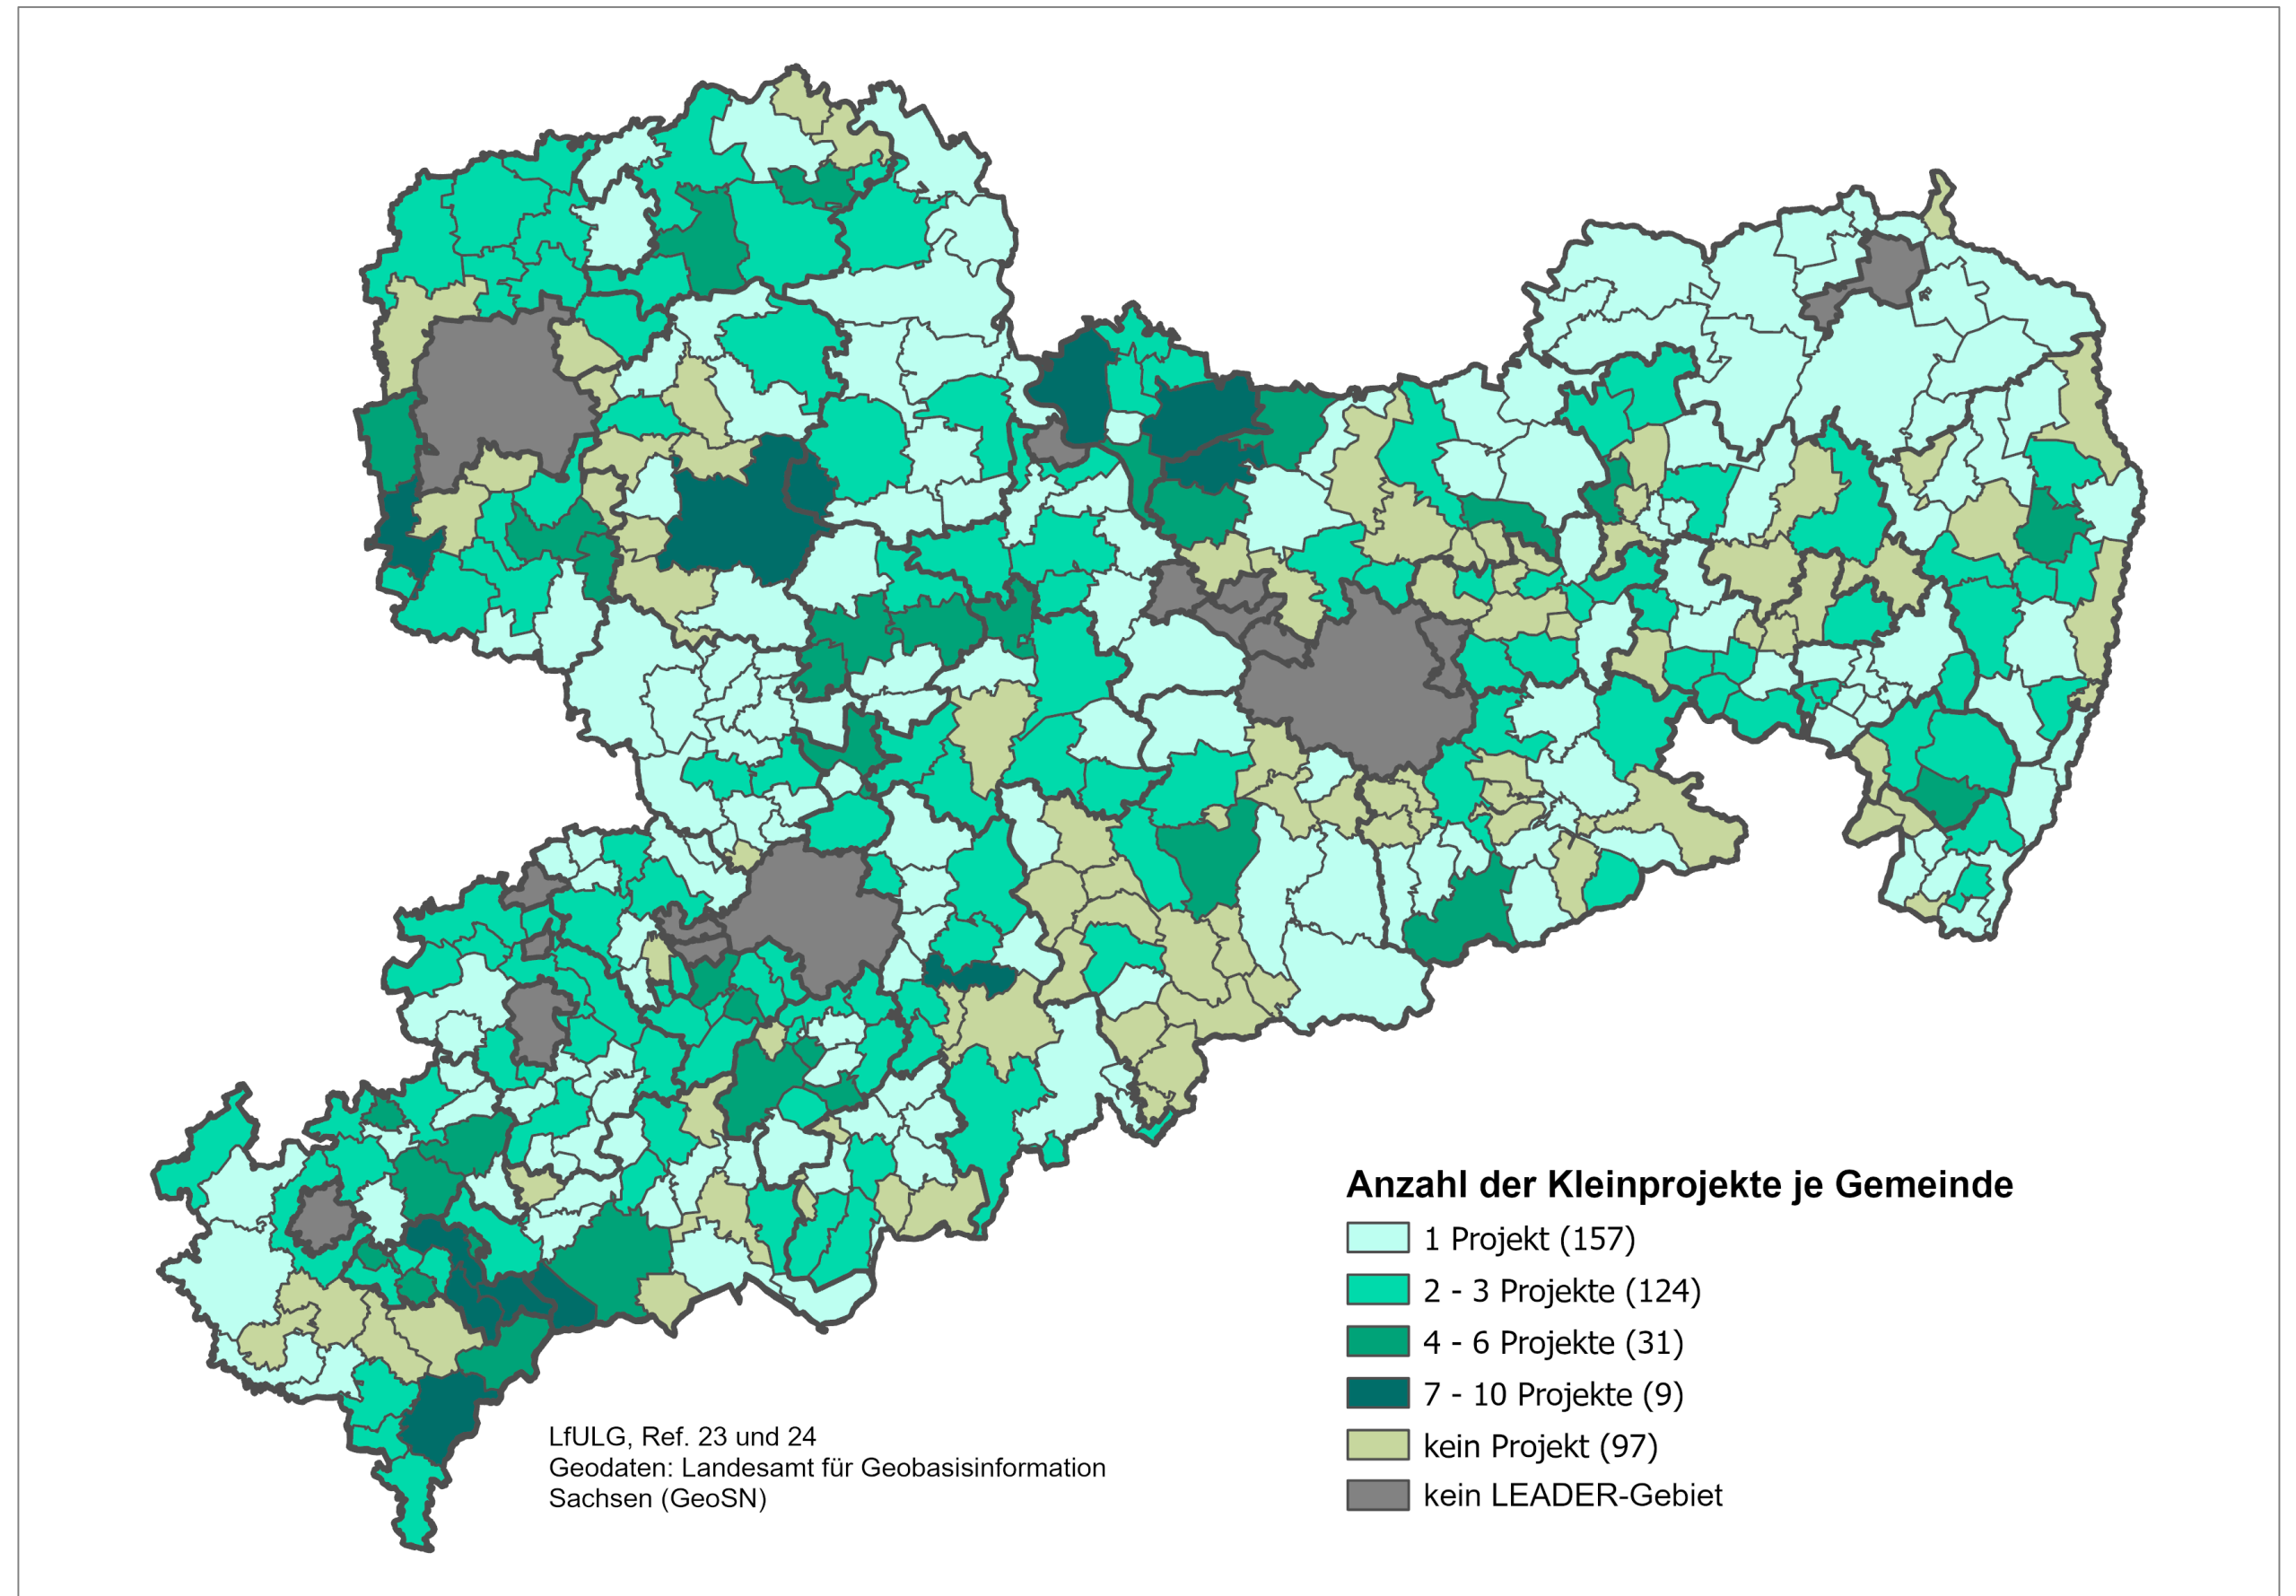 Anzahl der Kleinprojekte je Gemeinde
1 Projekt (157)
2 - 3 Projekte (124)
4 - 6 Projekte (31)
7 - 10 Projekte (9)
kein Projekt (97)
kein LEADER-Gebiet
LfULG, Ref. 23 und 24
Geodaten: Landesamt für Geobasisinformation
Sachsen (GeoSN)